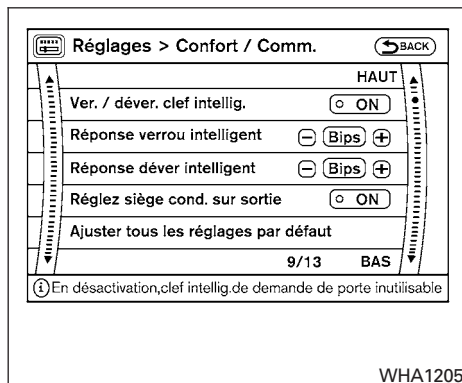 Réglages > Confort / Comm.
BACK
HAUT
Ver. / déver. clef intellig.
ON
Réponse verrou intelligent
Bips
Réponse déver intelligent
Bips
Réglez siège cond. sur sortie
ON
Ajuster tous les réglages par défaut
9/13 BAS
En désactivation,clef intellig.de demande de porte inutilisable
WHA1205